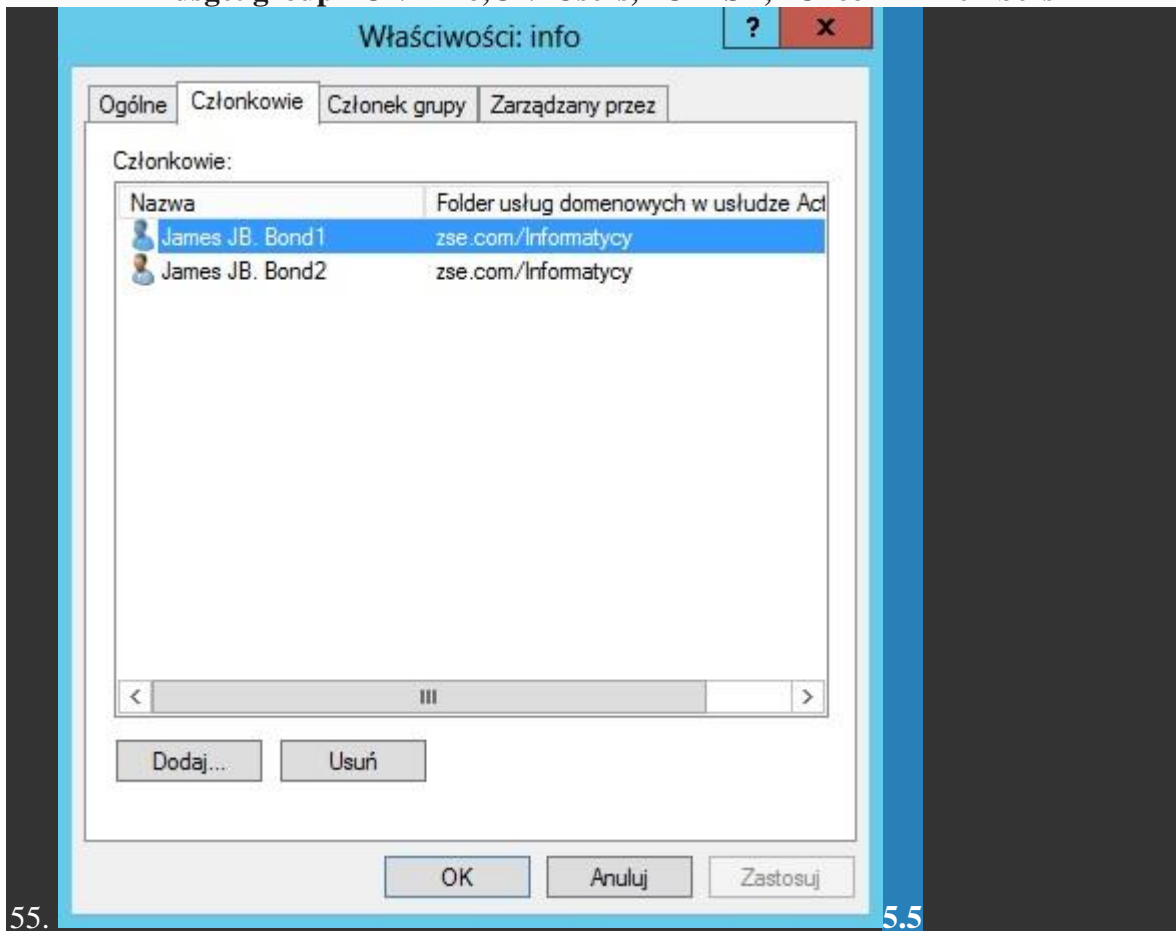 Właściwości: info
?
x
Ogólne
Członkowie
Członek grupy
Zarządzany przez
Członkowie:
Nazwa
Folder usług domenowych w usłudze Act
James JB. Bond1
zse.com/Informatycy
James JB. Bond2
zse.com/Informatycy
Dodaj...
Usuń
OK
Anuluj
Zastosuj
55.
5.5